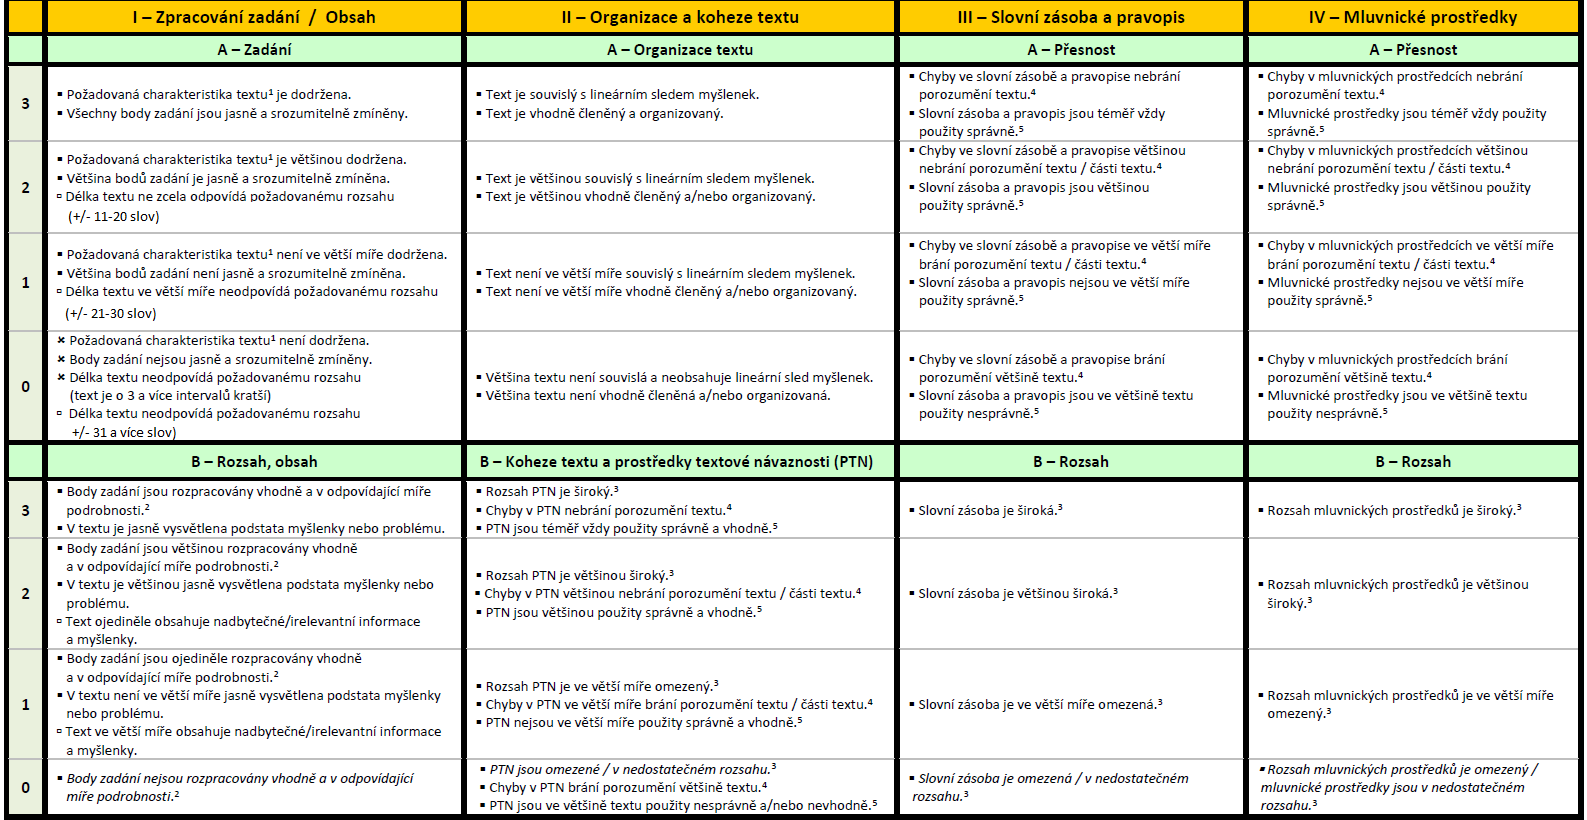 I – Zpracování zadání / Obsah
II – Organizace a koheze textu
III – Slovní zásoba a pravopis
IV – Mluvnické prostředky
A – Zadání
A – Organizace textu
A – Přesnost
A – Přesnost
3
▪ Požadovaná charakteristika textu¹ je dodržena.
▪ Všechny body zadání jsou jasně a srozumitelně zmíněny.
▪ Text je souvislý s lineárním sledem myšlenek.
▪ Text je vhodně členěný a organizovaný.
▪ Chyby ve slovní zásobě a pravopise nebrání
porozumění textu.⁴
▪ Slovní zásoba a pravopis jsou téměř vždy
použity správně.⁵
▪ Chyby v mluvnických prostředcích nebrání
porozumění textu.⁴
▪ Mluvnické prostředky jsou téměř vždy použity
správně.⁵
2
▪ Požadovaná charakteristika textu¹ je většinou dodržena.
▪ Většina bodů zadání je jasně a srozumitelně zmíněna.
▫ Délka textu ne zcela odpovídá požadovanému rozsahu
(+/- 11-20 slov)
▪ Text je většinou souvislý s lineárním sledem myšlenek.
▪ Text je většinou vhodně členěný a/nebo organizovaný.
▪ Chyby ve slovní zásobě a pravopise většinou
nebrání porozumění textu / části textu.⁴
▪ Slovní zásoba a pravopis jsou většinou
použity správně.⁵
▪ Chyby v mluvnických prostředcích většinou
nebrání porozumění textu / části textu.⁴
▪ Mluvnické prostředky jsou většinou použity
správně.⁵
1
▪ Požadovaná charakteristika textu¹ není ve větší míře dodržena.
▪ Většina bodů zadání není jasně a srozumitelně zmíněna.
▫ Délka textu ve větší míře neodpovídá požadovanému rozsahu
(+/- 21-30 slov)
▪ Text není ve větší míře souvislý s lineárním sledem myšlenek.
▪ Text není ve větší míře vhodně členěný a/nebo organizovaný.
▪ Chyby ve slovní zásobě a pravopise ve větší míře
brání porozumění textu / části textu.⁴
▪ Slovní zásoba a pravopis nejsou ve větší míře
použity správně.⁵
▪ Chyby v mluvnických prostředcích ve větší míře
brání porozumění textu / části textu.⁴
▪ Mluvnické prostředky nejsou ve větší míře
použity správně.⁵
0
× Požadovaná charakteristika textu¹ není dodržena.
× Body zadání nejsou jasně a srozumitelně zmíněny.
× Délka textu neodpovídá požadovanému rozsahu
(text je o 3 a více intervalů kratší)
▫ Délka textu neodpovídá požadovanému rozsahu
+/- 31 a více slov)
▪ Většina textu není souvislá a neobsahuje lineární sled myšlenek.
▪ Většina textu není vhodně členěná a/nebo organizovaná.
▪ Chyby ve slovní zásobě a pravopise brání
porozumění většině textu.⁴
▪ Slovní zásoba a pravopis jsou ve většině textu
použity nesprávně.⁵
▪ Chyby v mluvnických prostředcích brání
porozumění většině textu.⁴
▪ Mluvnické prostředky jsou ve většině textu
použity nesprávně.⁵
B – Rozsah, obsah
B – Koheze textu a prostředky textové návaznosti (PTN)
B – Rozsah
B – Rozsah
3
▪ Body zadání jsou rozpracovány vhodně a v odpovídající míře
podrobnosti.²
▪ V textu je jasně vysvětlena podstata myšlenky nebo problému.
▪ Rozsah PTN je široký.³
▪ Chyby v PTN nebrání porozumění textu.⁴
▪ PTN jsou téměř vždy použity správně a vhodně.⁵
▪ Slovní zásoba je široká.³
▪ Rozsah mluvnických prostředků je široký.³
2
▪ Body zadání jsou většinou rozpracovány vhodně
a v odpovídající míře podrobnosti.²
▪ V textu je většinou jasně vysvětlena podstata myšlenky nebo
problému.
▫ Text ojediněle obsahuje nadbytečné/irelevantní informace
a myšlenky.
▪ Rozsah PTN je většinou široký.³
▪ Chyby v PTN většinou nebrání porozumění textu / části textu.⁴
▪ PTN jsou většinou použity správně a vhodně.⁵
▪ Slovní zásoba je většinou široká.³
▪ Rozsah mluvnických prostředků je většinou
široký.³
1
▪ Body zadání jsou ojediněle rozpracovány vhodně
a v odpovídající míře podrobnosti.²
▪ V textu není ve větší míře jasně vysvětlena podstata myšlenky
nebo problému.
▫ Text ve větší míře obsahuje nadbytečné/irelevantní informace
a myšlenky.
▪ Rozsah PTN je ve větší míře omezený.³
▪ Chyby v PTN ve větší míře brání porozumění textu / části textu.⁴
▪ PTN nejsou ve větší míře použity správně a vhodně.⁵
▪ Slovní zásoba je ve větší míře omezená.³
▪ Rozsah mluvnických prostředků je ve větší míře
omezený.³
0
▪ Body zadání nejsou rozpracovány vhodně a v odpovídající
míře podrobnosti.²
▪ PTN jsou omezené / v nedostatečném rozsahu.³
▪ Chyby v PTN brání porozumění většině textu.⁴
▪ PTN jsou ve většině textu použity nesprávně a/nebo nevhodně.⁵
▪ Slovní zásoba je omezená / v nedostatečném
rozsahu.³
▪ Rozsah mluvnických prostředků je omezený /
mluvnické prostředky jsou v nedostatečném
rozsahu.³